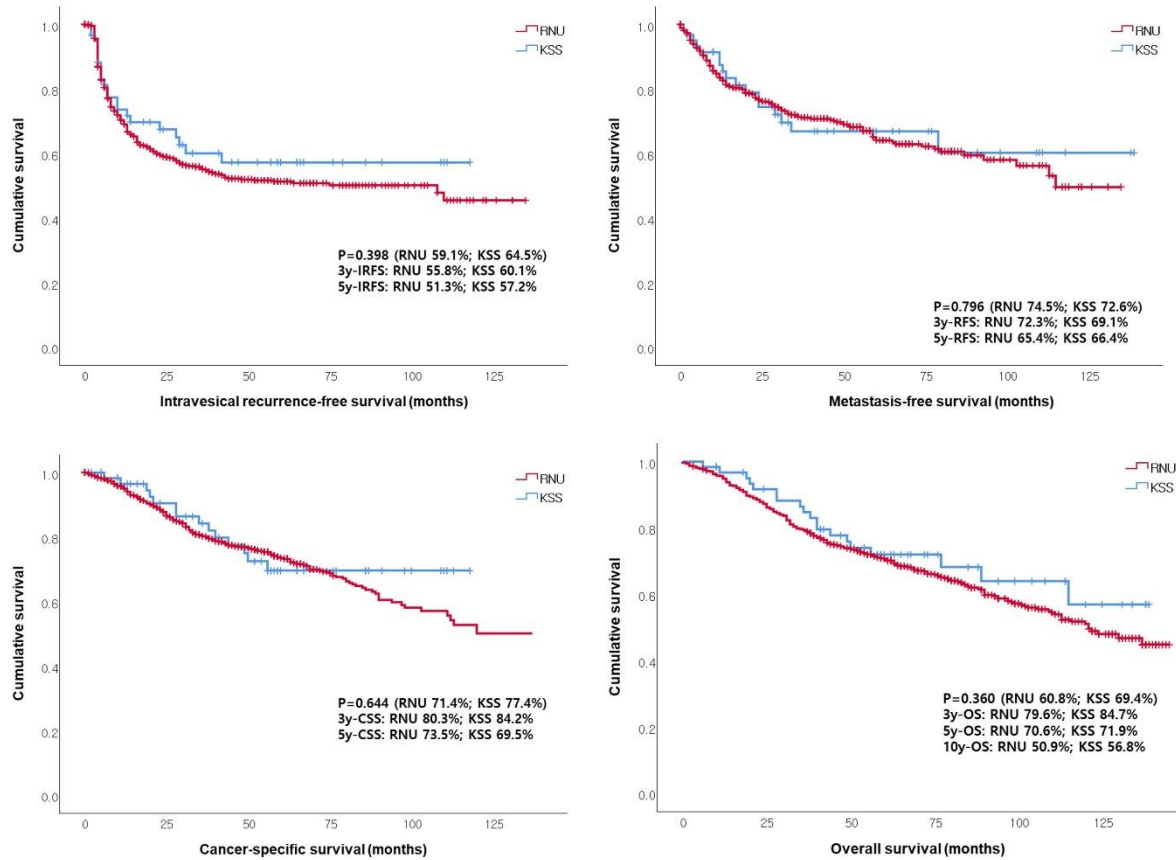 1.0
0.8
0.6
0.4
0.2
0.0
Cumulative survival
RNU
KSS
P=0.398 (RNU 59.1%; KSS 64.5%)
3y-IRFS: RNU 55.8%; KSS 60.1%
5y-IRFS: RNU 51.3%; KSS 57.2%
0 25 50 75 100 125
Intravesical recurrence-free survival (months)
1.0
0.8
0.6
0.4
0.2
0.0
Cumulative survival
RNU
KSS
P=0.796 (RNU 74.5%; KSS 72.6%)
3y-RFS: RNU 72.3%; KSS 69.1%
5y-RFS: RNU 65.4%; KSS 66.4%
0 25 50 75 100 125
Metastasis-free survival (months)
1.0
0.8
0.6
0.4
0.2
0.0
Cumulative survival
RNU
KSS
P=0.644 (RNU 71.4%; KSS 77.4%)
3y-CSS: RNU 80.3%; KSS 84.2%
5y-CSS: RNU 73.5%; KSS 69.5%
0 25 50 75 100 125
Cancer-specific survival (months)
1.0
0.8
0.6
0.4
0.2
0.0
Cumulative survival
RNU
KSS
P=0.360 (RNU 60.8%; KSS 69.4%)
3y-OS: RNU 79.6%; KSS 84.7%
5y-OS: RNU 70.6%; KSS 71.9%
10y-OS: RNU 50.9%; KSS 56.8%
0 25 50 75 100 125
Overall survival (months)